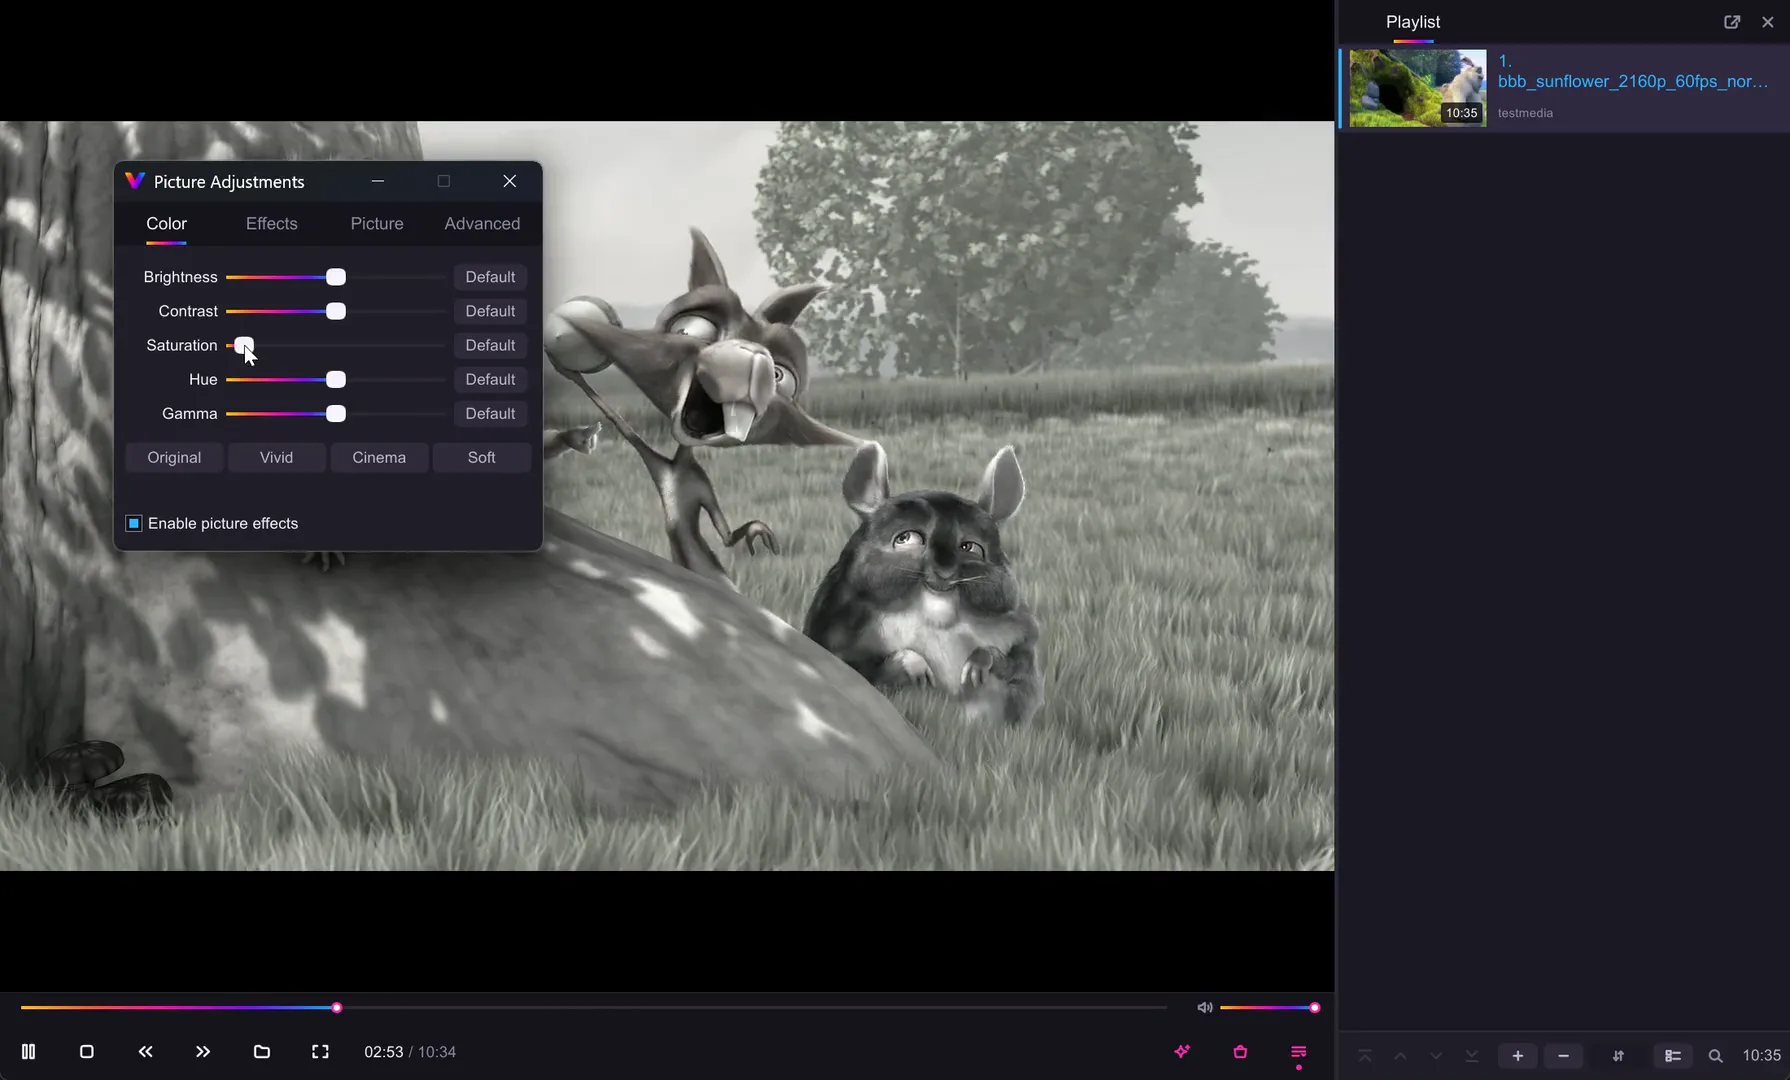 Playlist
1.
bbb_sunflower_2160p_60fps_nor...
10:35
testmedia
Picture Adjustments
Color Effects Picture Advanced
Brightness Default
Contrast Default
Saturation Default
Hue Default
Gamma Default
Original Vivid Cinema Soft
Enable picture effects
02:53 / 10:34
10:35